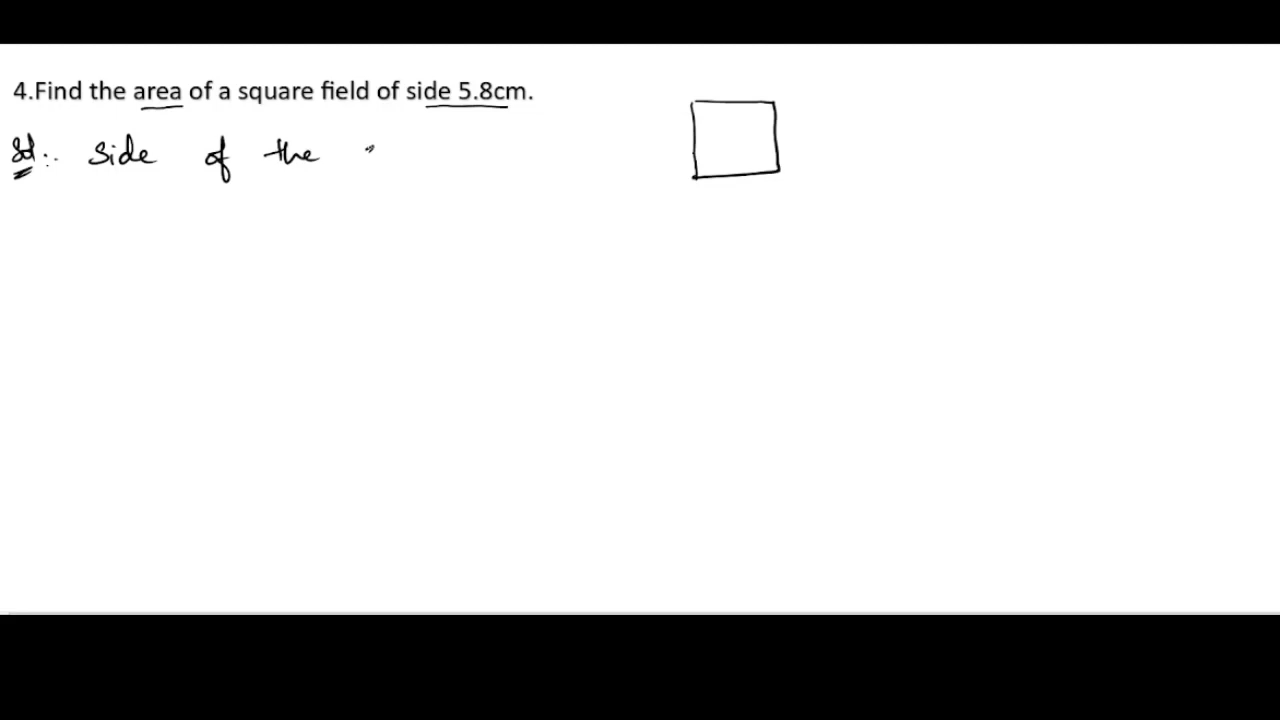 4.Find the area of a square field of side 5.8cm.
Sol:. Side of the